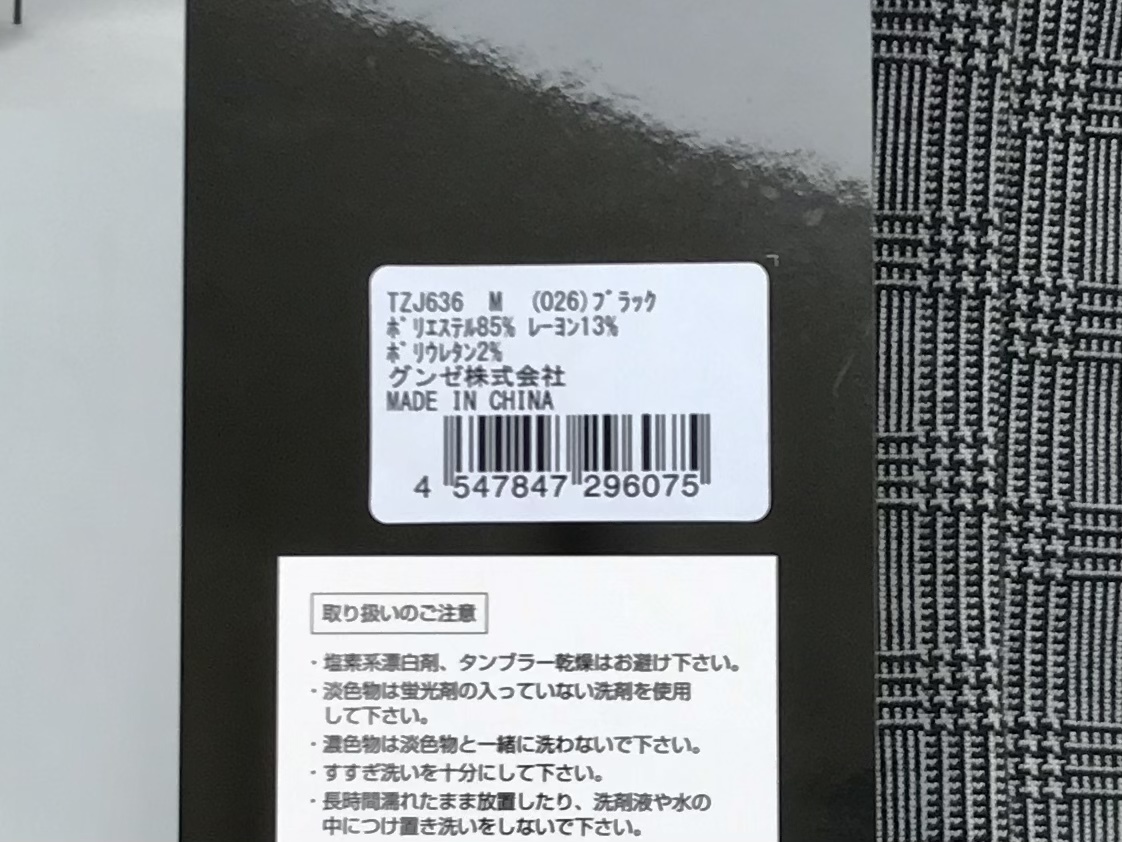 TZJ636 M (026)ブラック
ポリエステル85% レーヨン13%
ポリウレタン2%
グンゼ株式会社
MADE IN CHINA
4 547847 296075
取り扱いのご注意
・塩素系漂白剤、タンブラー乾燥はお避け下さい。
・淡色物は蛍光剤の入っていない洗剤を使用
して下さい。
・濃色物は淡色物と一緒に洗わないで下さい。
・すすぎ洗いを十分にして下さい。
・長時間濡れたまま放置したり、洗剤液や水の
中につけ置き洗いをしないで下さい。